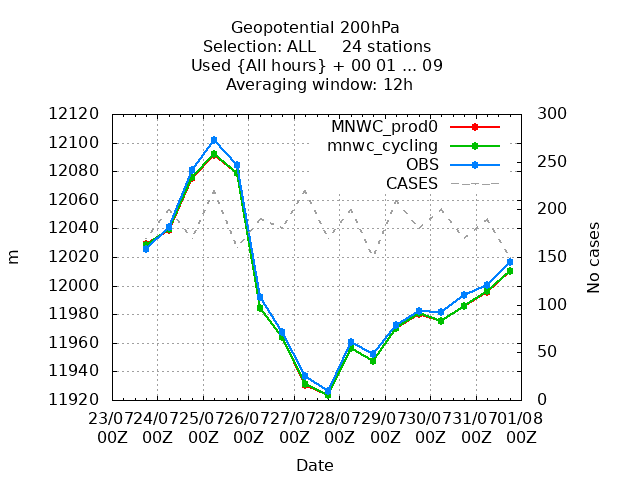 Geopotential 200hPa
Selection: ALL     24 stations
Used {All hours} + 00 01 ... 09
Averaging window: 12h
12120
12100
12080
12060
12040
12020
12000
11980
11960
11940
11920
m
MNWC_prod0
mnwc_cycling
OBS
CASES
300
250
200
150
100
50
0
No cases
23/07 24/07 25/07 26/07 27/07 28/07 29/07 30/07 31/07 01/08
00Z 00Z 00Z 00Z 00Z 00Z 00Z 00Z 00Z 00Z
Date